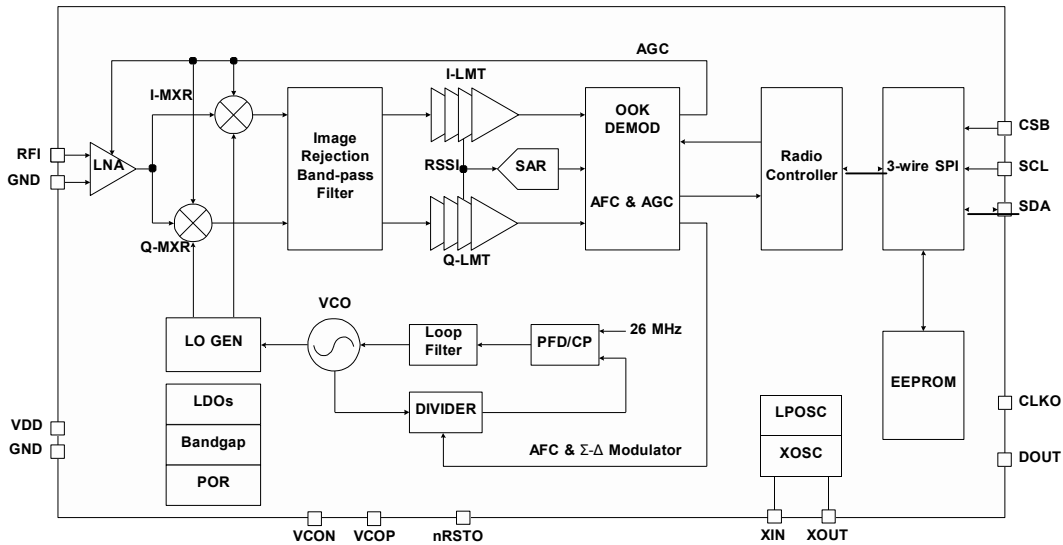 AGC
I-LMT
I-MXR
RFI
LNA
GND
Image
Rejection
Band-pass
Filter
RSSI
SAR
OOK
DEMOD
AFC & AGC
Radio
Controller
3-wire SPI
CSB
SCL
SDA
Q-MXR
Q-LMT
VCO
LO GEN
Loop
Filter
PFD/CP
26 MHz
EEPROM
DIVIDER
LDOs
Bandgap
POR
VDD
GND
AFC & Σ-Δ Modulator
LPOSC
XOSC
CLKO
DOUT
VCON
VCOP
nRSTO
XIN
XOUT